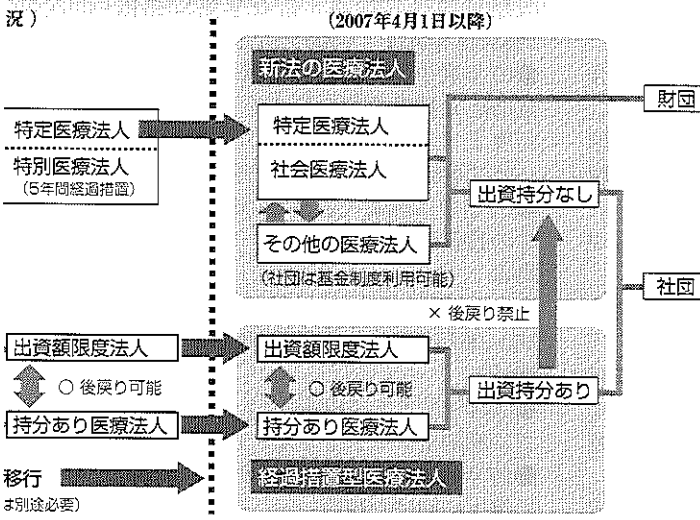 況）
（2007年4月1日以降）
新法の医療法人
財団
特定医療法人
特別医療法人
（5年間経過措置）
特定医療法人
社会医療法人
出資持分なし
その他の医療法人
（社団は基金制度利用可能）
社団
× 後戻り禁止
出資額限度法人
出資額限度法人
○ 後戻り可能
○ 後戻り可能
出資持分あり
持分あり医療法人
持分あり医療法人
移行
経過措置型医療法人
は別途必要）